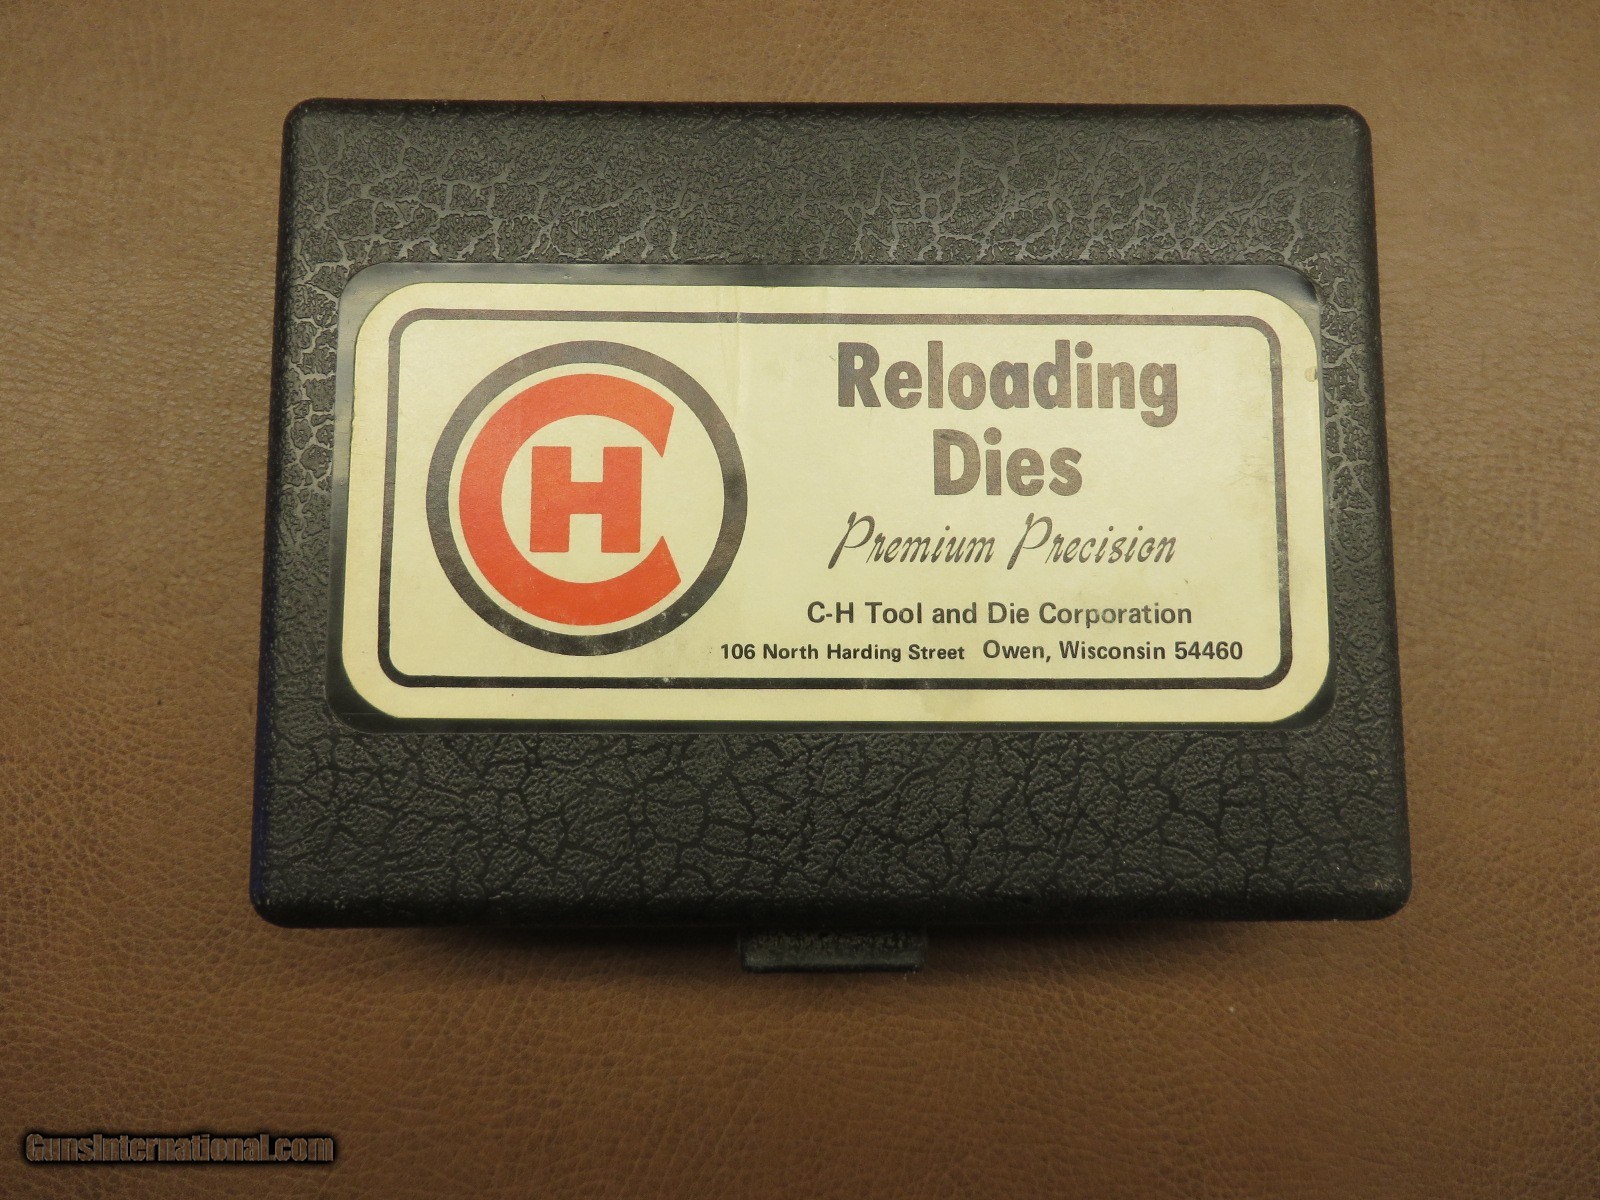 CH
Reloading
Dies
Premium Precision
C-H Tool and Die Corporation
106 North Harding Street Owen, Wisconsin 54460
GunsInternational.com